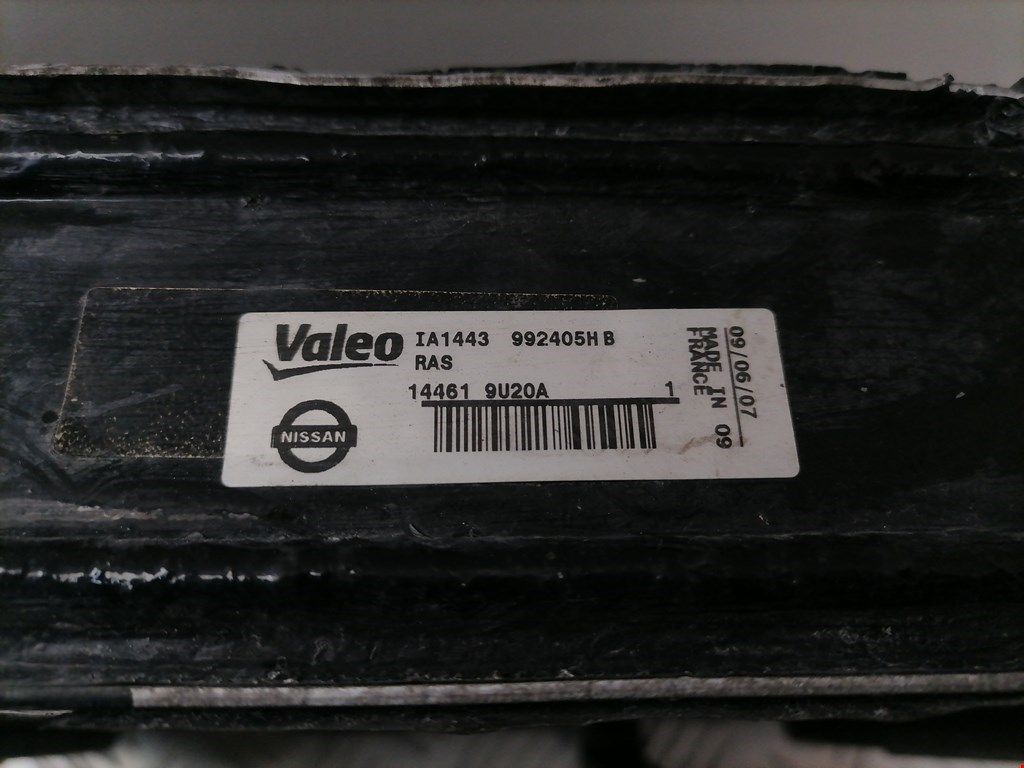 Valeo
IA1443 992405H B
RAS
14461 9U20A 1
NISSAN
09/06/07
MADE IN 09
FRANCE